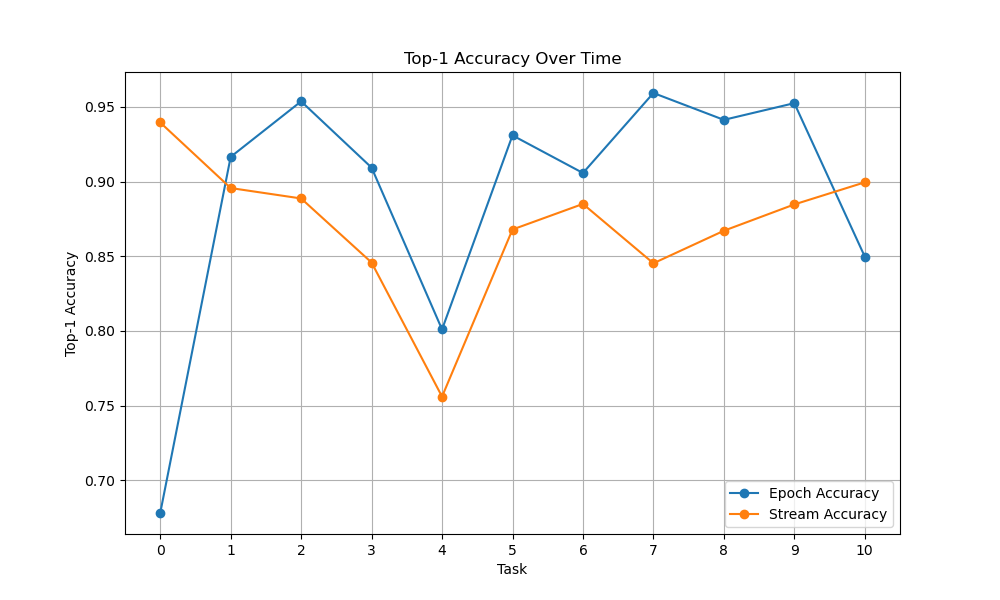 Top-1 Accuracy Over Time
Top-1 Accuracy
0.95
0.90
0.85
0.80
0.75
0.70
0 1 2 3 4 5 6 7 8 9 10
Task
Epoch Accuracy
Stream Accuracy